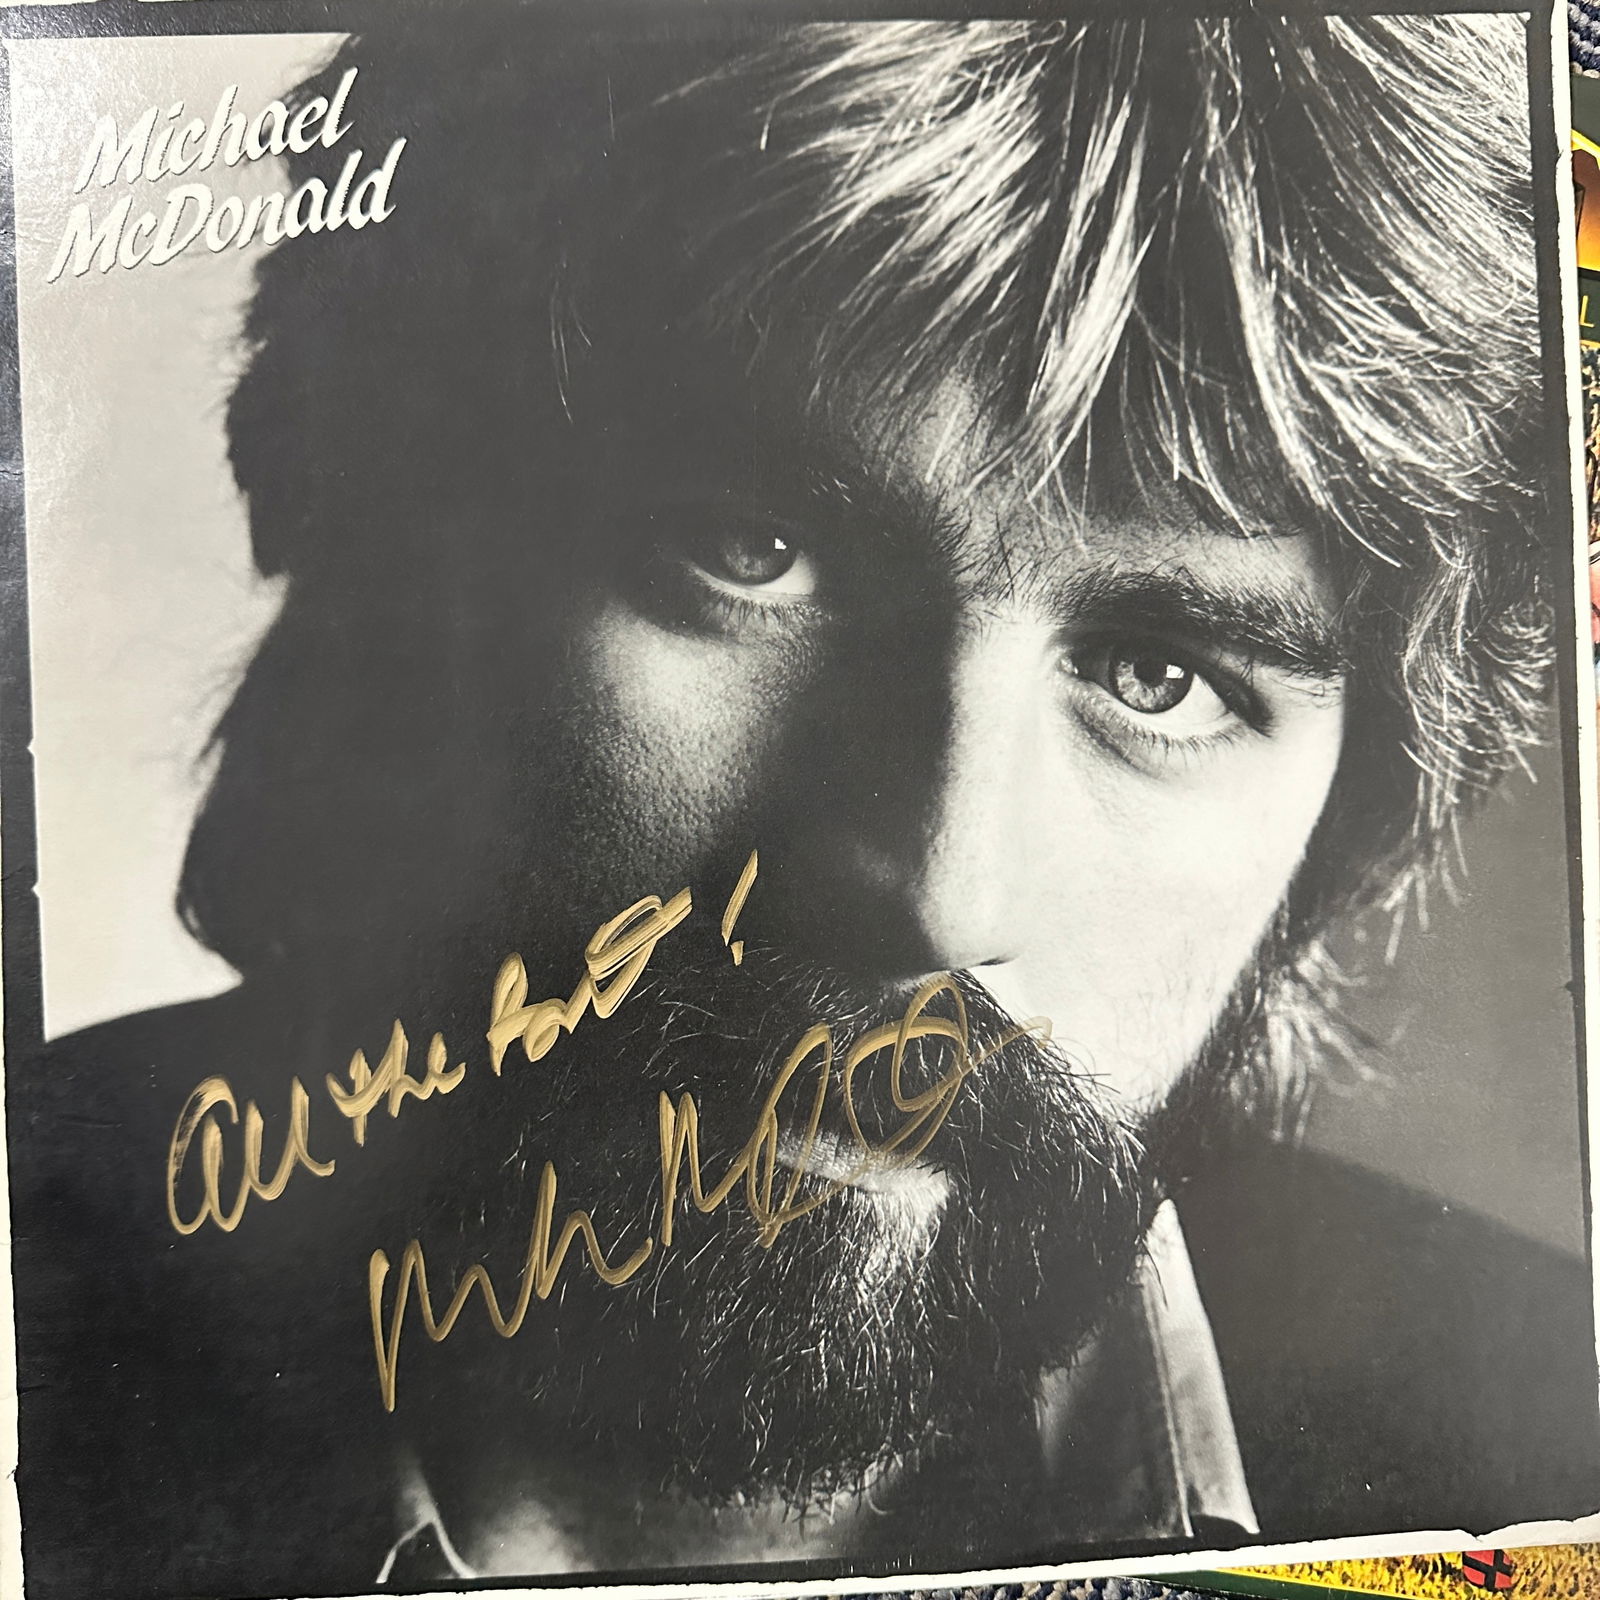 Michael
McDonald
All the Best!
L